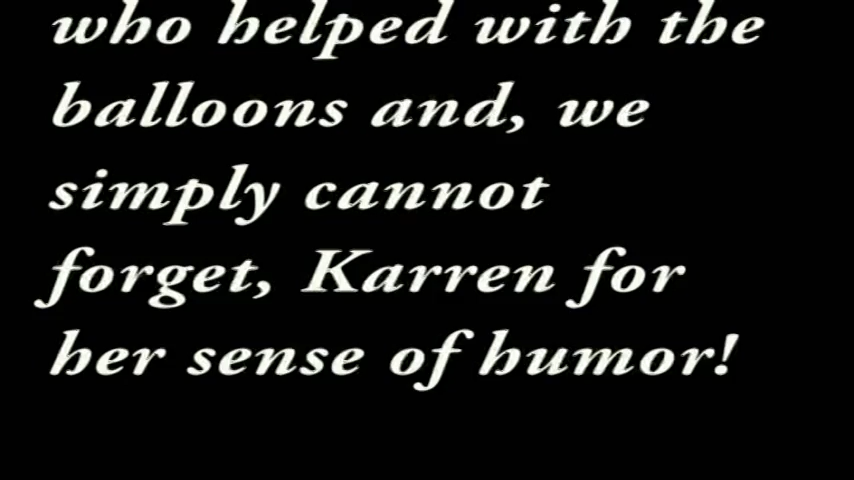 who helped with the
balloons and, we
simply cannot
forget, Karren for
her sense of humor!